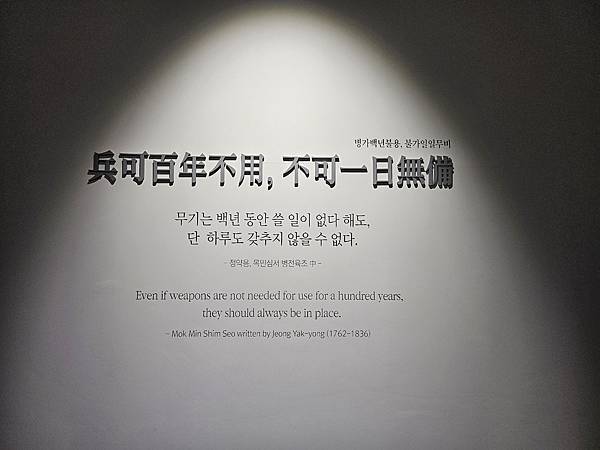 병가백년불용, 불가일일무비
兵可百年不用, 不可一日無備
무기는 백년 동안 쓸 일이 없다 해도,
단 하루도 갖추지 않을 수 없다.
- 정약용, 목민심서 병전육조 中 -
Even if weapons are not needed for use for a hundred years,
they should always be in place.
- Mok Min Shim Seo written by Jeong Yak-yong (1762-1836)